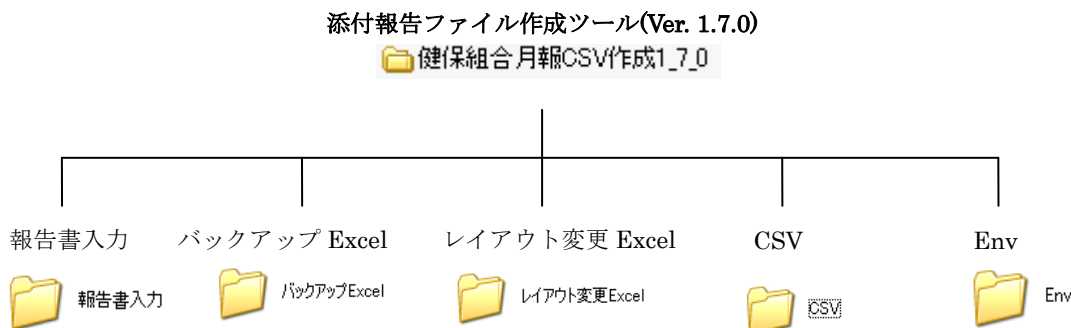 添付報告ファイル作成ツール(Ver. 1.7.0)
健保組合月報CSV作成1_7_0
報告書入力 バックアップ Excel レイアウト変更 Excel CSV Env
報告書入力 バックアップExcel レイアウト変更Excel CSV Env